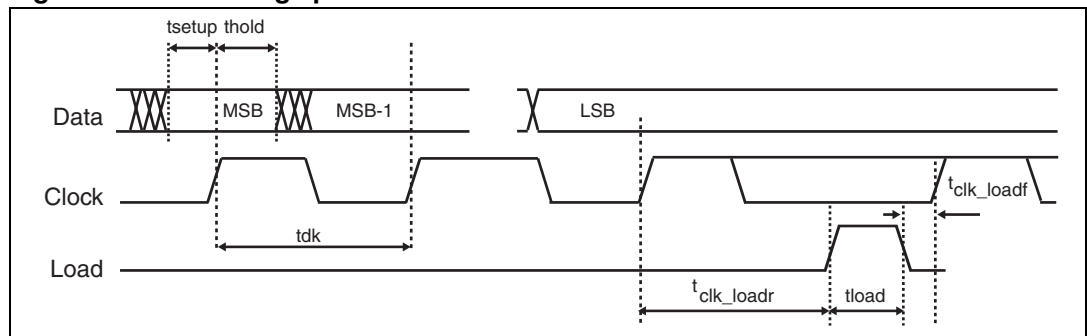 tsetup thold
Data MSB MSB-1 LSB
Clock
tclk_loadf
tdk
Load
tclk_loadr tload